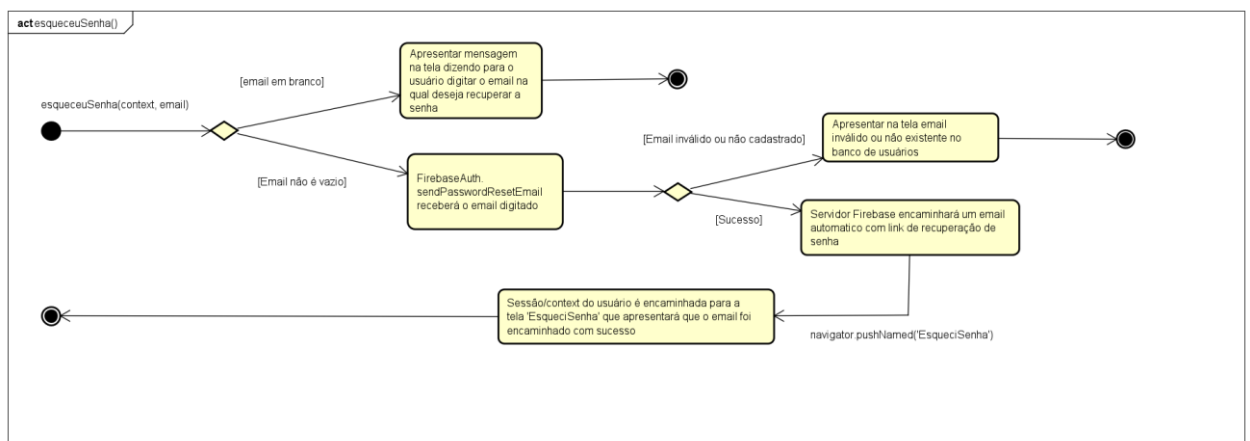 act esqueceuSenha()
esqueceuSenha(context, email)
[email em branco]
Apresentar mensagem
na tela dizendo para o
usuário digitar o email na
qual deseja recuperar a
senha
[Email não é vazio]
FirebaseAuth.
sendPasswordResetEmail
receberá o email digitado
[Email inválido ou não cadastrado]
Apresentar na tela email
inválido ou não existente no
banco de usuários
[Sucesso]
Servidor Firebase encaminhará um email
automatico com link de recuperação de
senha
navigator.pushNamed('EsqueciSenha')
Sessão/context do usuário é encaminhada para a
tela 'EsqueciSenha' que apresentará que o email foi
encaminhado com sucesso